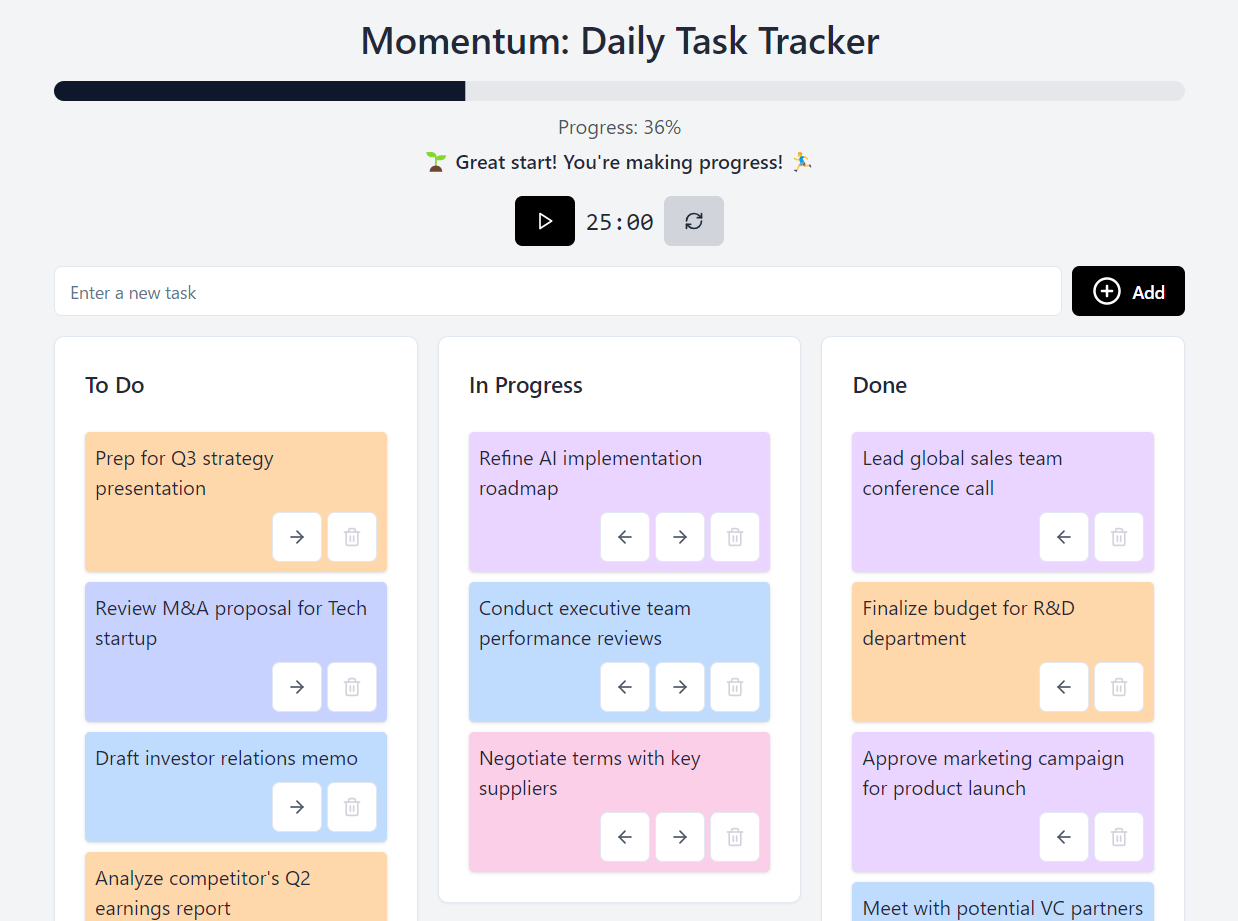 Momentum: Daily Task Tracker
Progress: 36%
🌱 Great start! You're making progress! 🏃
25:00
Enter a new task
Add
To Do
Prep for Q3 strategy
presentation
Review M&A proposal for Tech
startup
Draft investor relations memo
Analyze competitor's Q2
earnings report
In Progress
Refine AI implementation
roadmap
Conduct executive team
performance reviews
Negotiate terms with key
suppliers
Done
Lead global sales team
conference call
Finalize budget for R&D
department
Approve marketing campaign
for product launch
Meet with potential VC partners